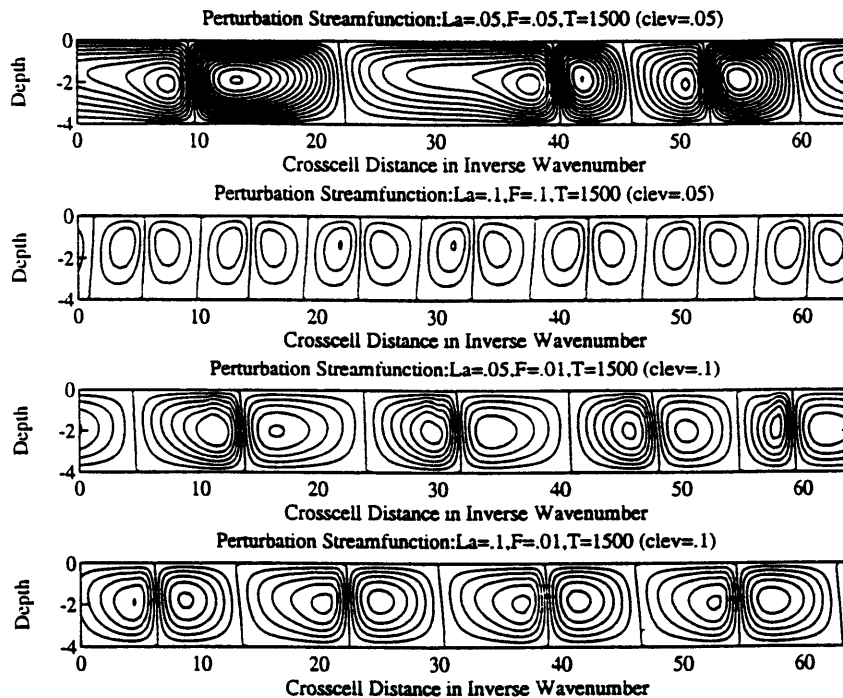 Perturbation Streamfunction:La=.05,F=.05,T=1500 (clev=.05)
Depth
0
-2
-4
0 10 20 30 40 50 60
Crosscell Distance in Inverse Wavenumber
Perturbation Streamfunction:La=.1,F=.1,T=1500 (clev=.05)
Depth
0
-2
-4
0 10 20 30 40 50 60
Crosscell Distance in Inverse Wavenumber
Perturbation Streamfunction:La=.05,F=.01,T=1500 (clev=.1)
Depth
0
-2
-4
0 10 20 30 40 50 60
Crosscell Distance in Inverse Wavenumber
Perturbation Streamfunction:La=.1,F=.01,T=1500 (clev=.1)
Depth
0
-2
-4
0 10 20 30 40 50 60
Crosscell Distance in Inverse Wavenumber